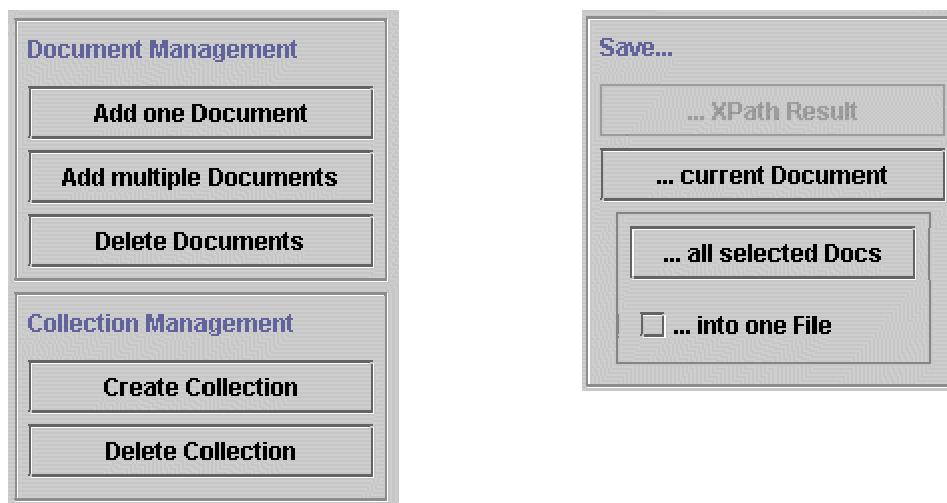 Document Management
Add one Document
Add multiple Documents
Delete Documents
Collection Management
Create Collection
Delete Collection
Save...
... XPath Result
... current Document
... all selected Docs
... into one File